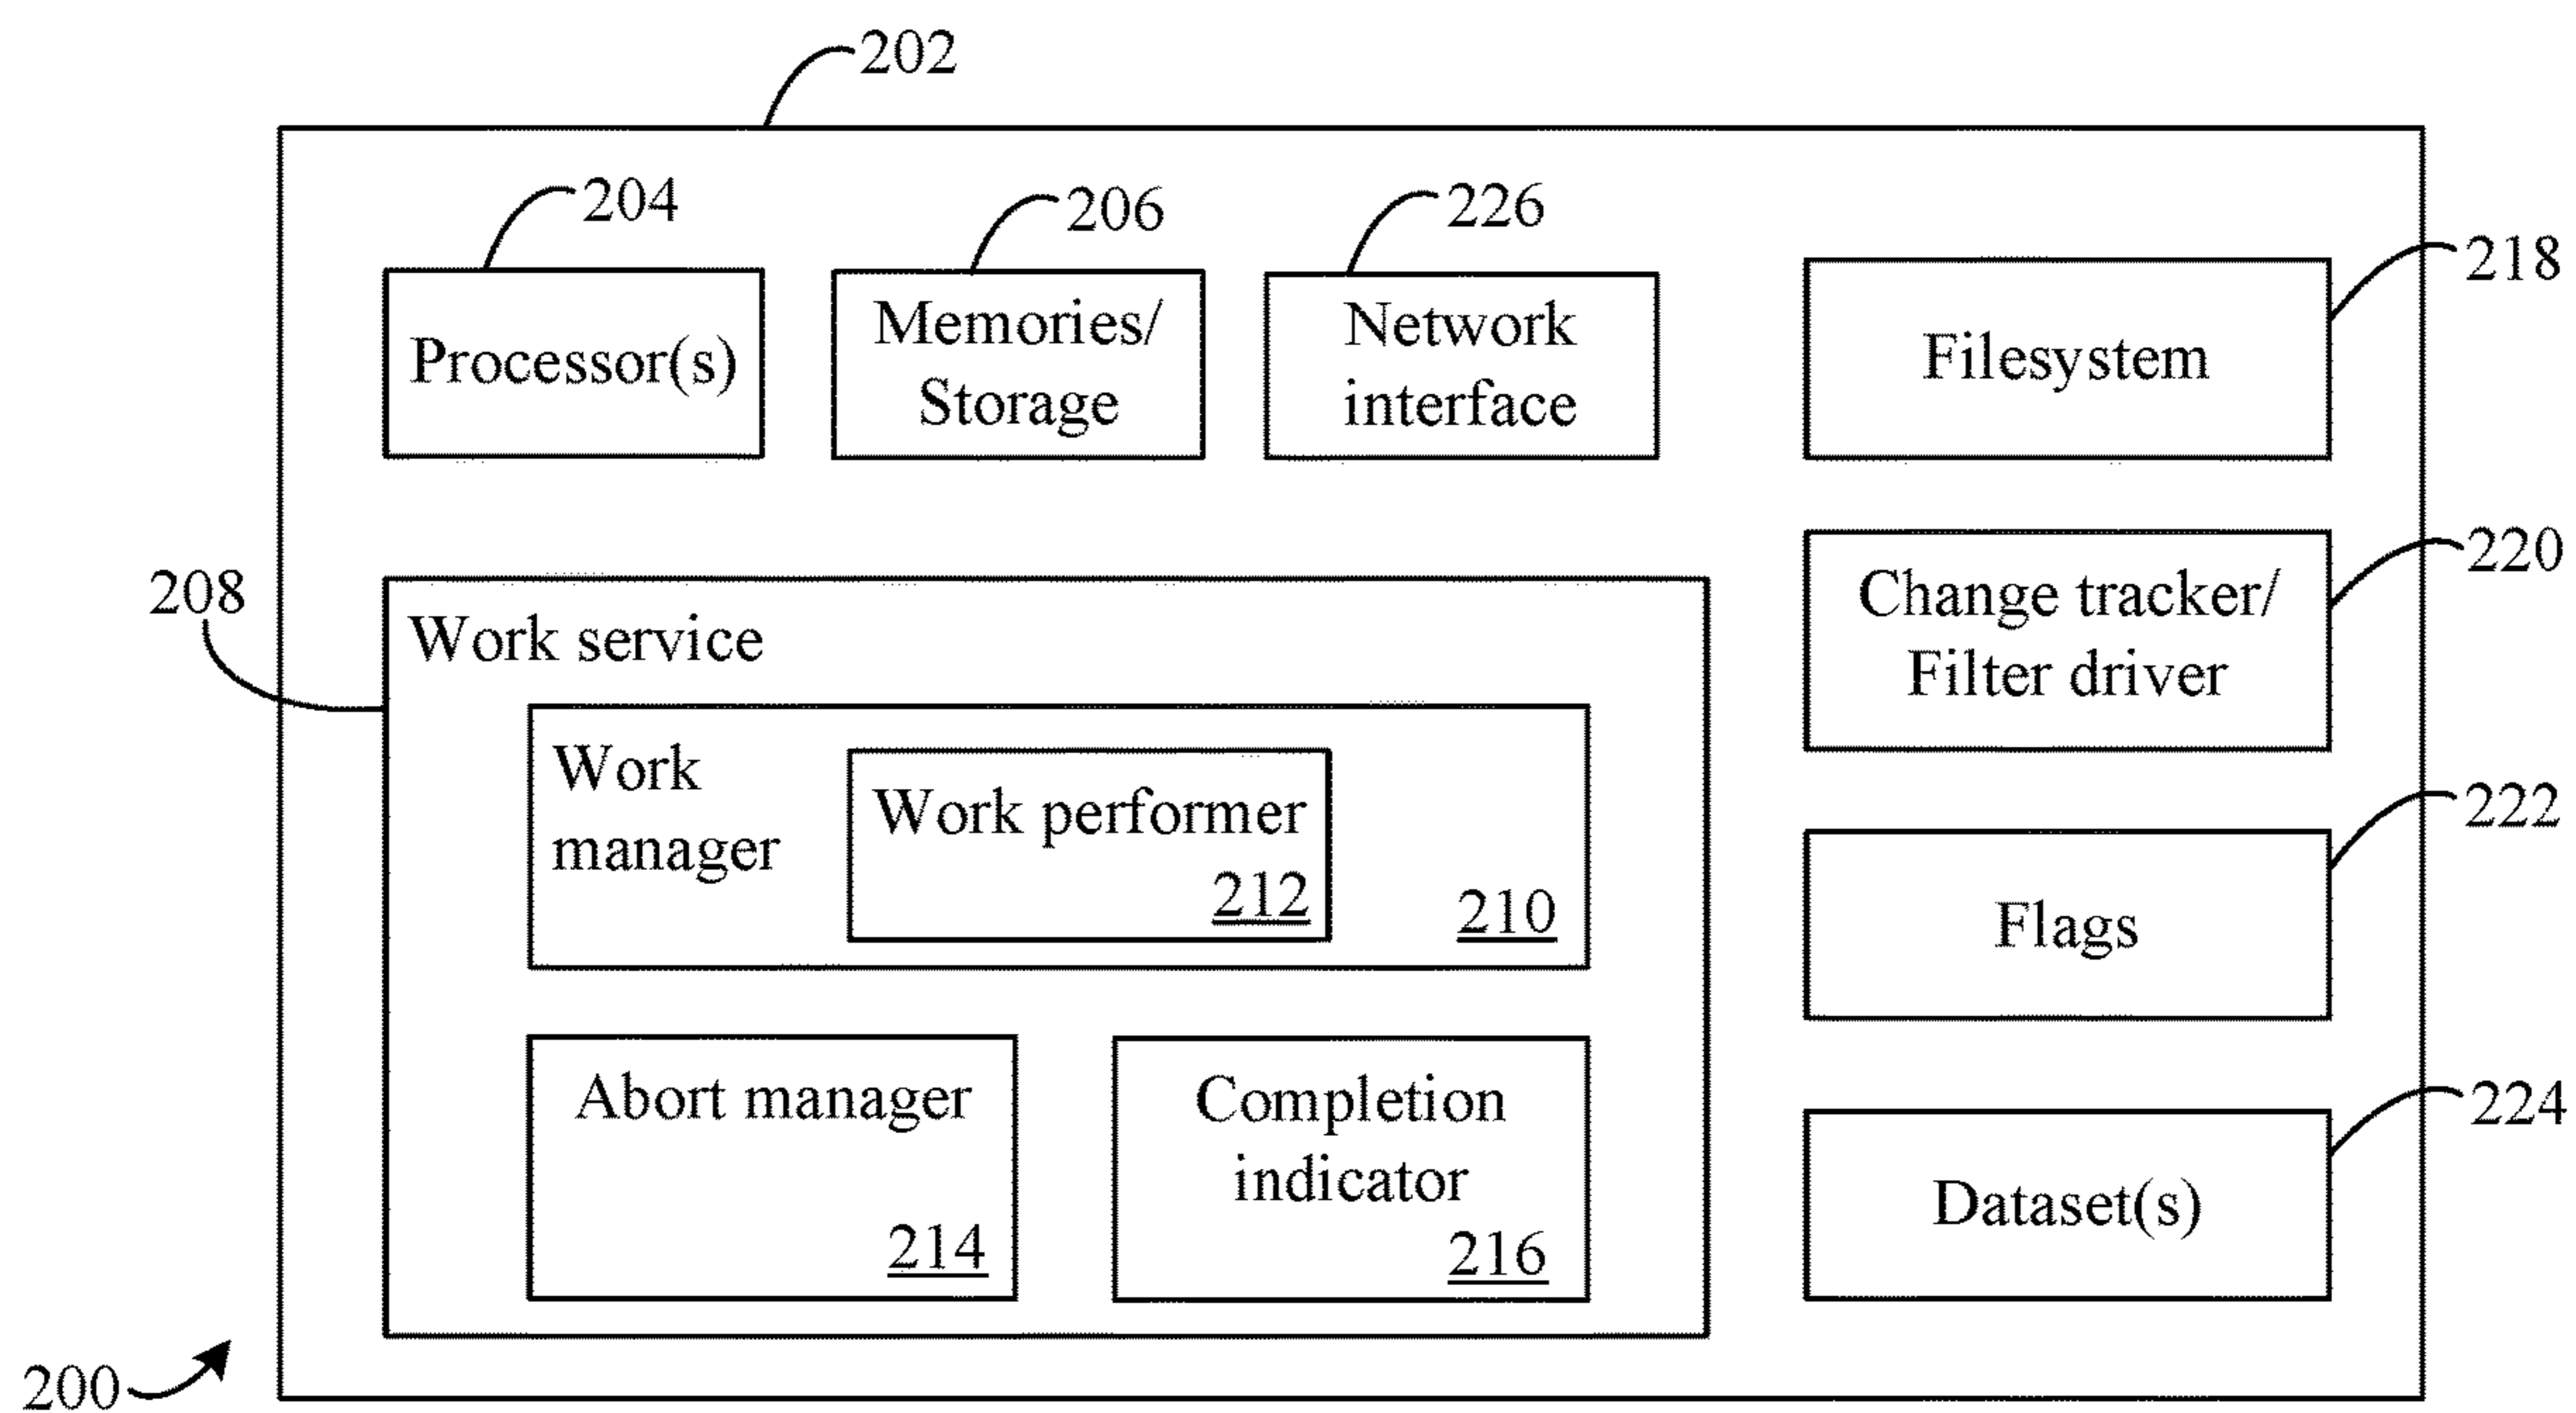 202
204
206
226
218
Processor(s)
Memories/
Storage
Network
interface
Filesystem
208
220
Work service
Change tracker/
Filter driver
Work
manager
Work performer
212
210
222
Flags
Abort manager
214
Completion
indicator
216
224
Dataset(s)
200